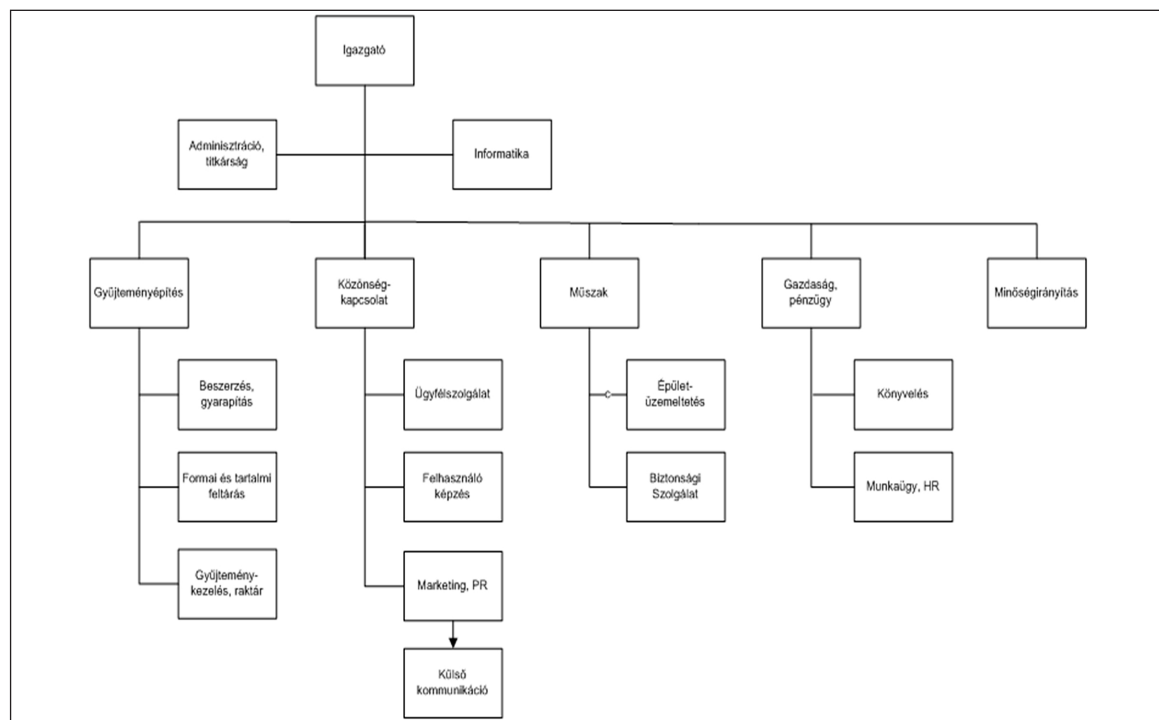 Igazgató
Adminisztráció,
titkárság
Informatika
Gyűjteményépítés
Közönség-
kapcsolat
Műszak
Gazdaság,
pénzügy
Minőségirányítás
Beszerzés,
gyarapítás
Ügyfélszolgálat
Épület-
üzemeltetés
Könyvelés
Formai és tartalmi
feltárás
Felhasználó
képzés
Biztonsági
Szolgálat
Munkaügy, HR
Gyűjtemény-
kezelés, raktár
Marketing, PR
Külső
kommunikáció